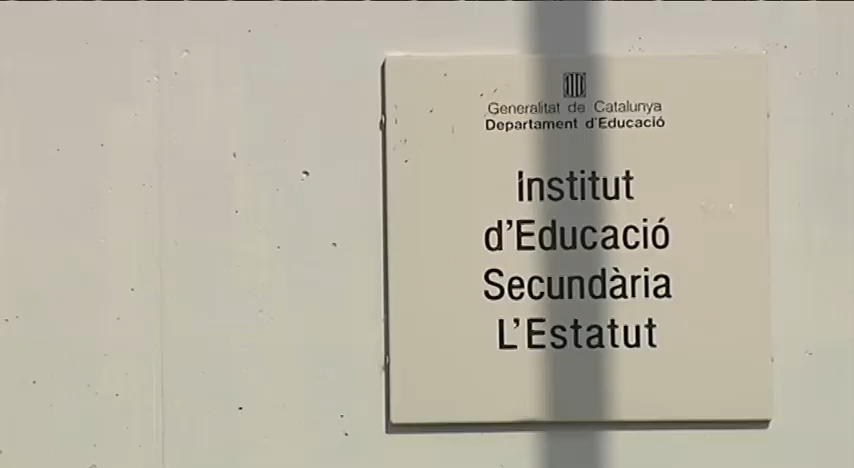 Generalitat de Catalunya
Departament d'Educació
Institut
d'Educació
Secundària
L'Estatut